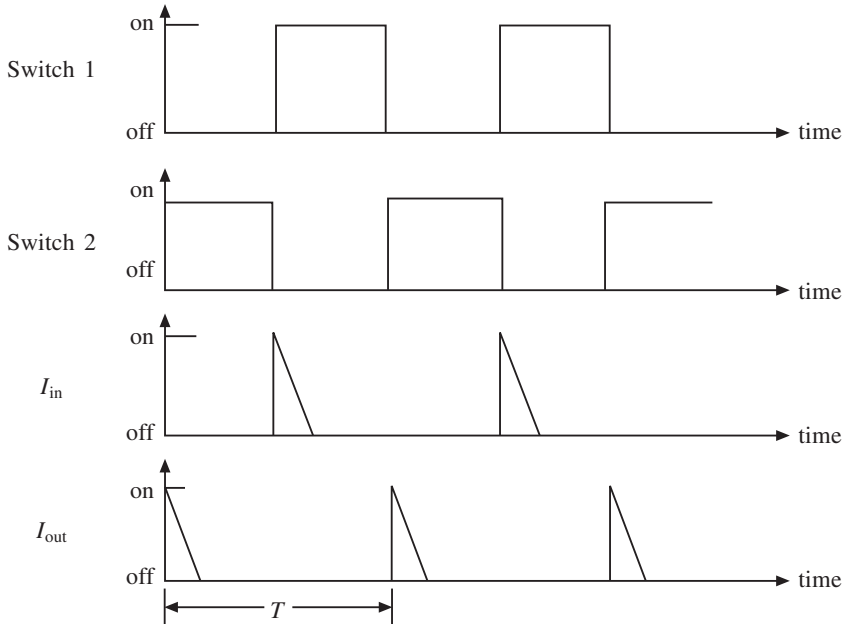 on
Switch 1
off
time
on
Switch 2
off
time
on
I_in
off
time
on
I_out
off
time
T